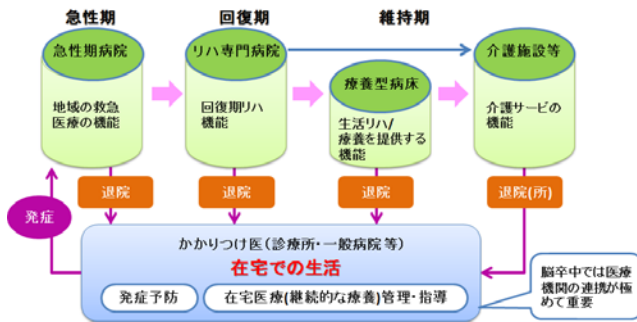 急性期
回復期
維持期
急性期病院
地域の救急
医療の機能
リハ専門病院
回復期リハ
機能
療養型病床
生活リハ/
療養を提供する
機能
介護施設等
介護サービの
機能
退院
退院
退院
退院(所)
発症
かかりつけ医(診療所・一般病院等)
在宅での生活
発症予防
在宅医療(継続的な療養)管理・指導
脳卒中では医療
機関の連携が極
めて重要